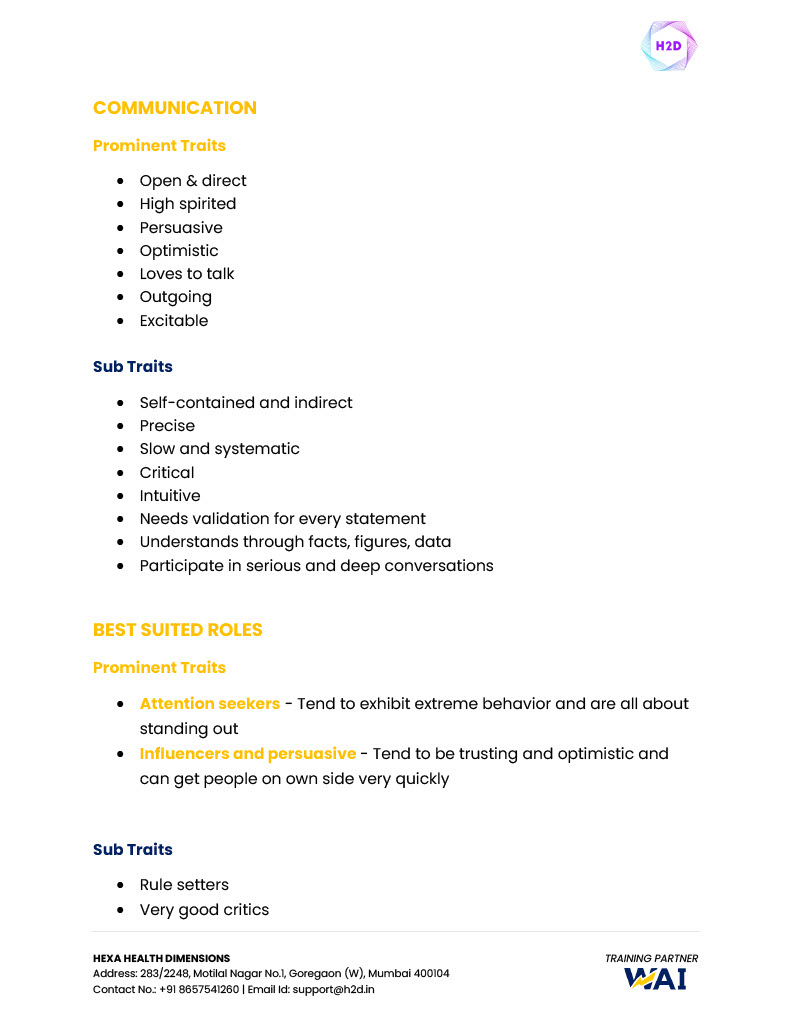 H2D
COMMUNICATION
Prominent Traits
• Open & direct
• High spirited
• Persuasive
• Optimistic
• Loves to talk
• Outgoing
• Excitable
Sub Traits
• Self-contained and indirect
• Precise
• Slow and systematic
• Critical
• Intuitive
• Needs validation for every statement
• Understands through facts, figures, data
• Participate in serious and deep conversations
BEST SUITED ROLES
Prominent Traits
• Attention seekers - Tend to exhibit extreme behavior and are all about
standing out
• Influencers and persuasive - Tend to be trusting and optimistic and
can get people on own side very quickly
Sub Traits
• Rule setters
• Very good critics
HEXA HEALTH DIMENSIONS
Address: 283/2248, Motilal Nagar No.1, Goregaon (W), Mumbai 400104
Contact No.: +91 8657541260 | Email Id: support@h2d.in
TRAINING PARTNER
WAI